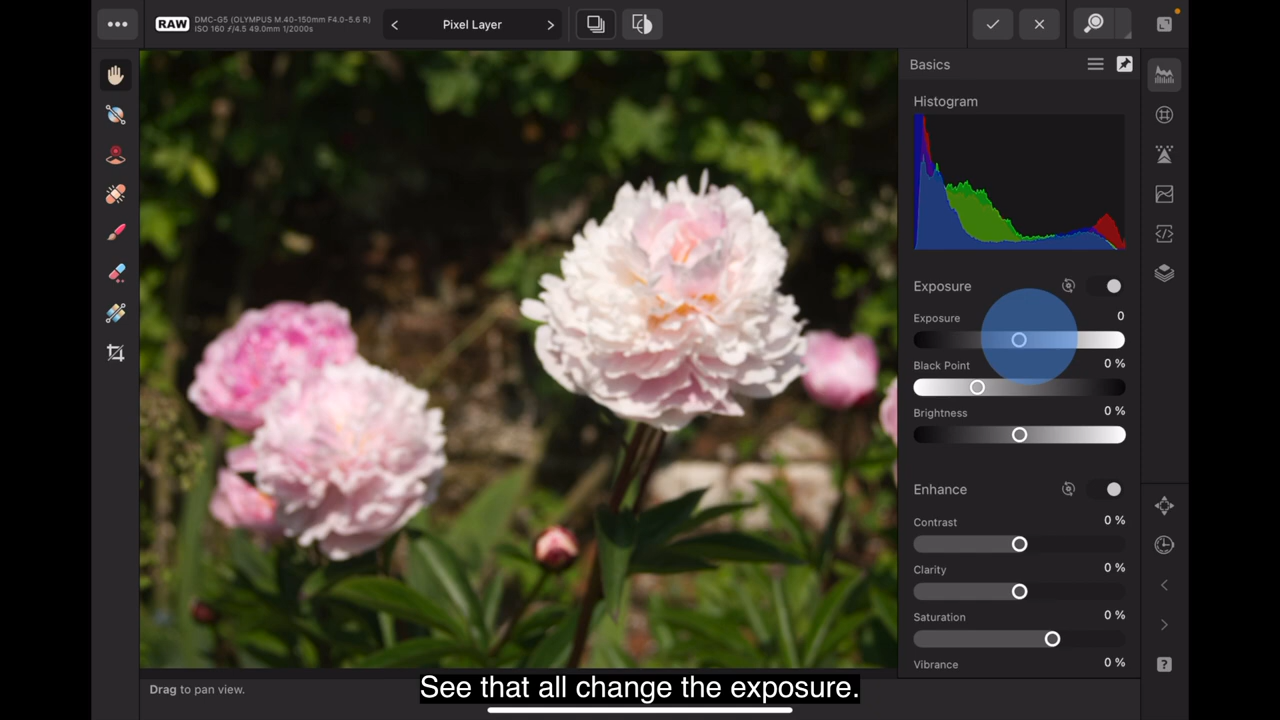 RAW
DMC-G5 (OLYMPUS M.40-150mm F4.0-5.6 R)
ISO 160 ƒ/4.5 49.0mm 1/2000s
Pixel Layer
Basics
Histogram
Exposure
Exposure 0
Black Point 0 %
Brightness 0 %
Enhance
Contrast 0 %
Clarity 0 %
Saturation 0 %
Vibrance 0 %
Drag to pan view.
See that all change the exposure.